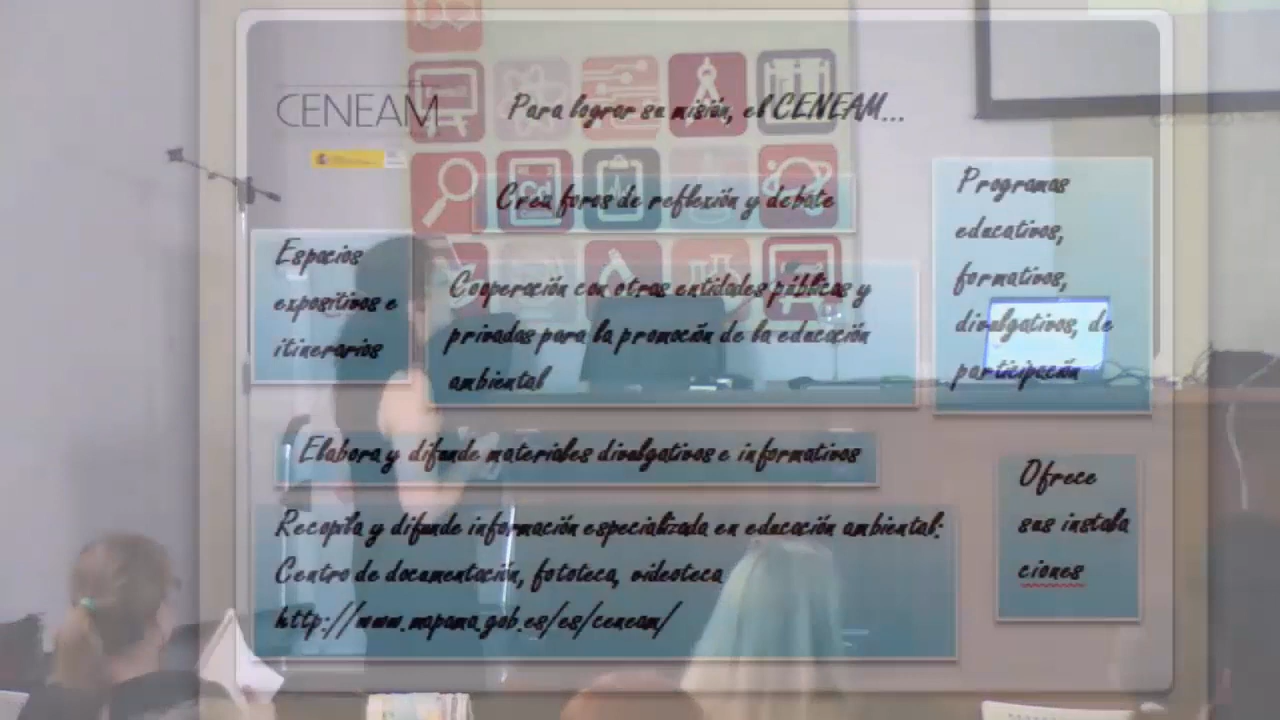 CENEAM
Para lograr su misión, el CENEAM...
Crea foros de reflexión y debate
Programas
educativos,
formativos,
divulgativos, de
participación
Espacios
expositivos e
itinerarios
Cooperación con otras entidades públicas y
privadas para la promoción de la educación
ambiental
Elabora y difunde materiales divulgativos e informativos
Ofrece
sus instala
ciones
Recopila y difunde información especializada en educación ambiental:
Centro de documentación, fototeca, videoteca
http://www.mapama.gob.es/es/ceneam/